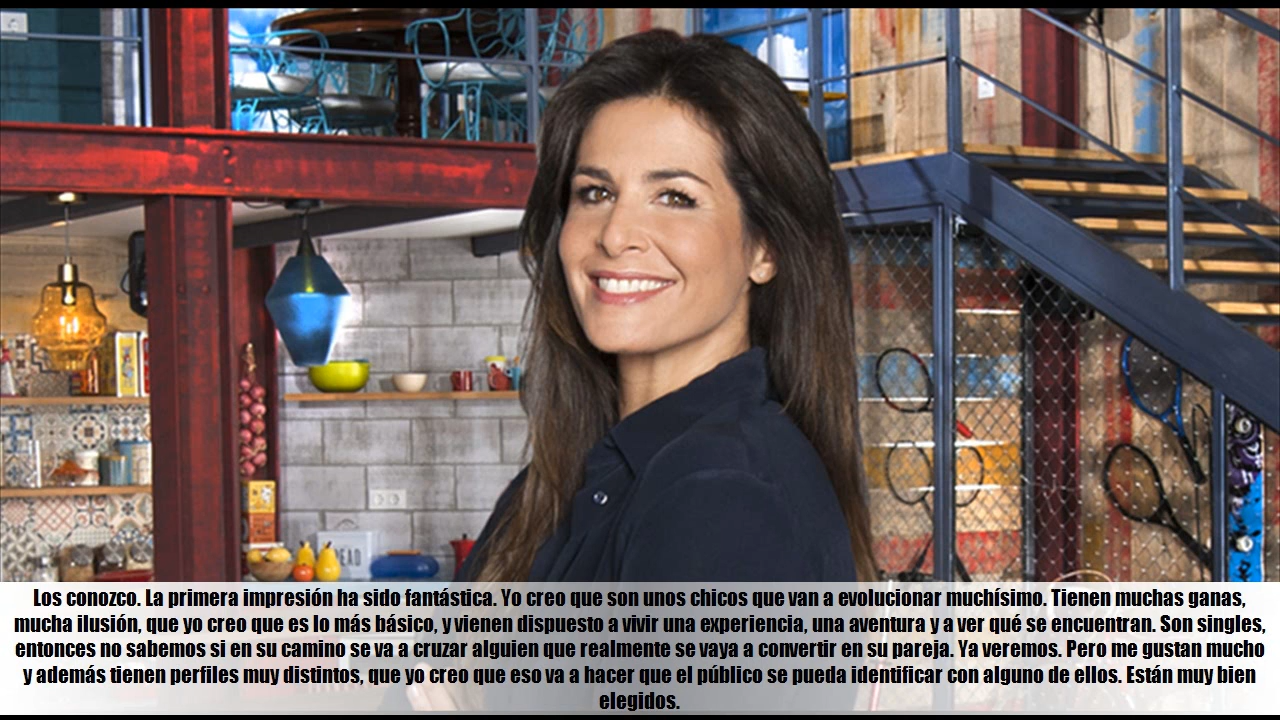 EAD
Los conozco. La primera impresión ha sido fantástica. Yo creo que son unos chicos que van a evolucionar muchísimo. Tienen muchas ganas,
mucha ilusión, que yo creo que es lo más básico, y vienen dispuesto a vivir una experiencia, una aventura y a ver qué se encuentran. Son singles,
entonces no sabemos si en su camino se va a cruzar alguien que realmente se vaya a convertir en su pareja. Ya veremos. Pero me gustan mucho
y además tienen perfiles muy distintos, que yo creo que eso va a hacer que el público se pueda identificar con alguno de ellos. Están muy bien
elegidos.